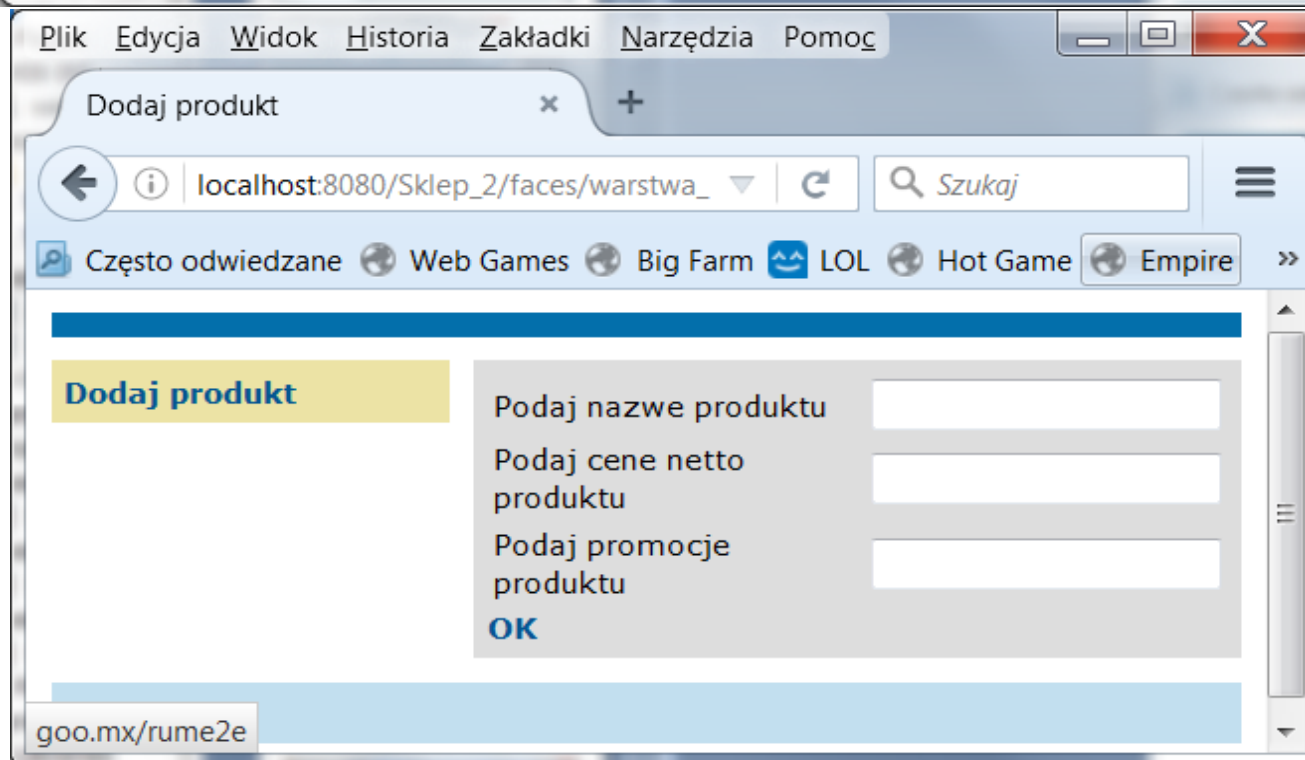 Plik Edycja Widok Historia Zakładki Narzędzia Pomoc
Dodaj produkt
localhost:8080/Sklep_2/faces/warstwa_
Szukaj
Często odwiedzane Web Games Big Farm LOL Hot Game Empire
Dodaj produkt
Podaj nazwe produktu
Podaj cene netto
produktu
Podaj promocje
produktu
OK
goo.mx/rume2e